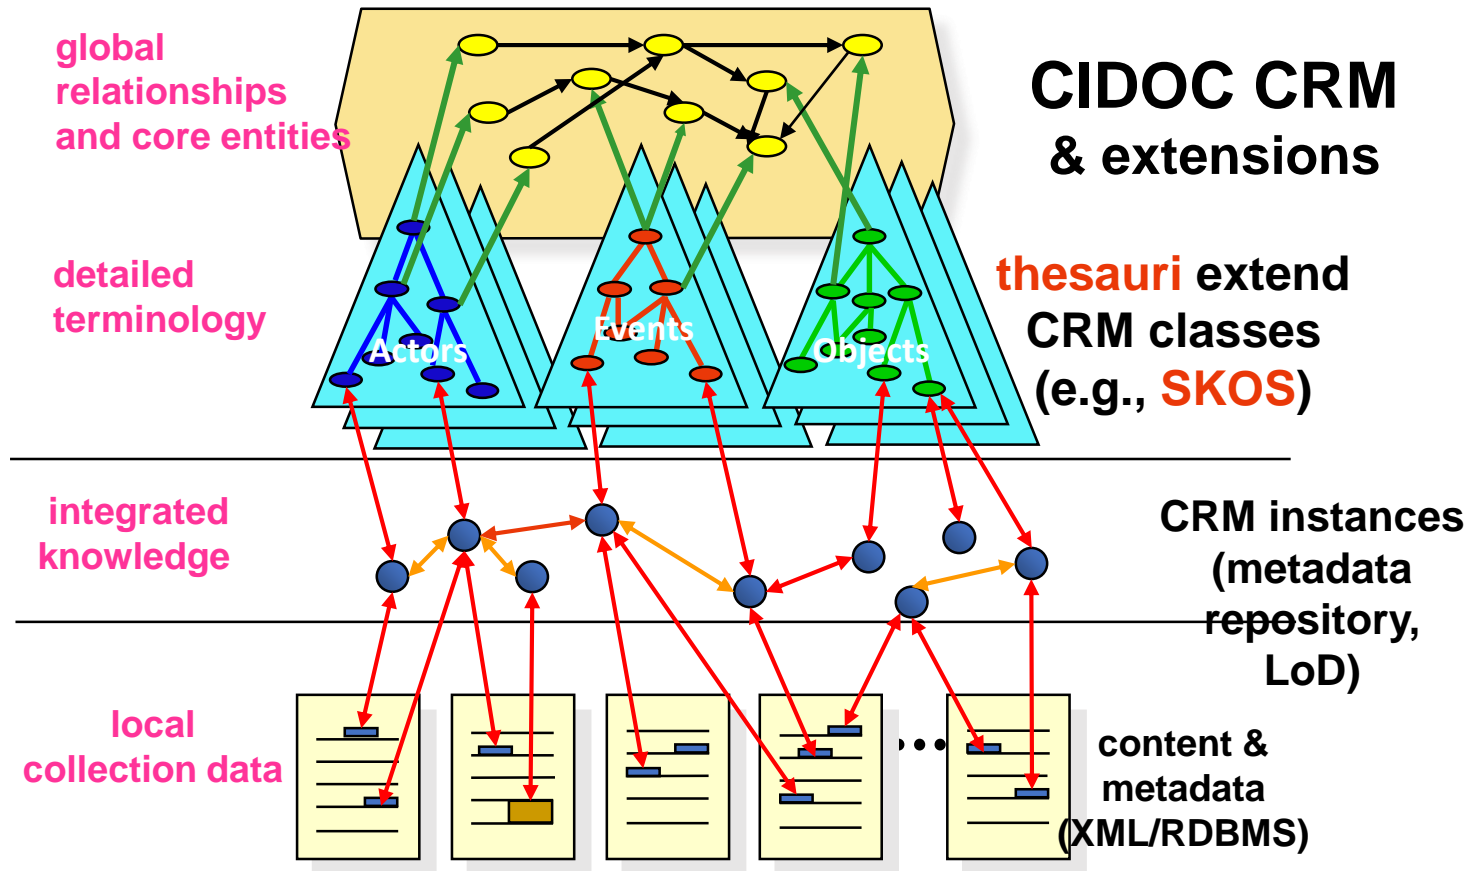 global
relationships
and core entities
CIDOC CRM
& extensions
detailed
terminology
Actors
Events
Objects
thesauri extend
CRM classes
(e.g., SKOS)
integrated
knowledge
CRM instances
(metadata
repository,
LoD)
local
collection data
content &
metadata
(XML/RDBMS)